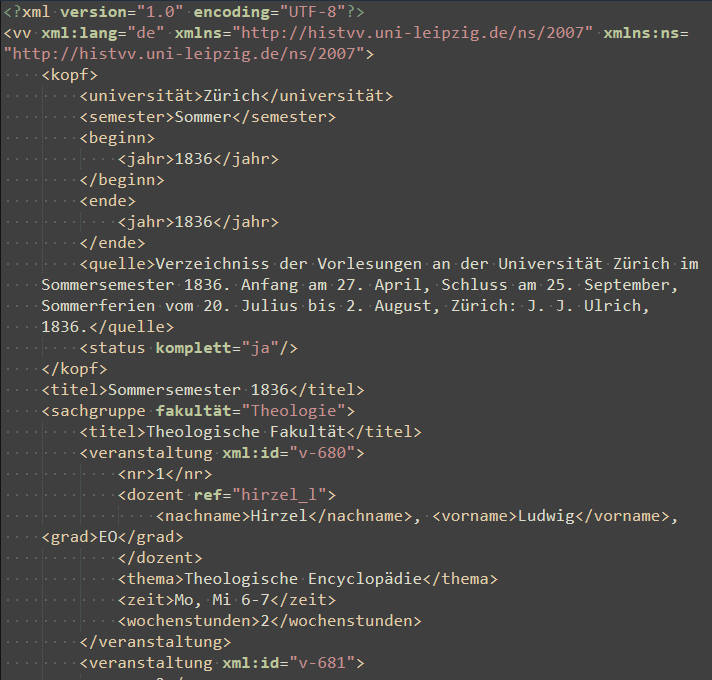 <?xml version="1.0" encoding="UTF-8"?>
<vv xml:lang="de" xmlns="http://histvv.uni-leipzig.de/ns/2007" xmlns:ns=
"http://histvv.uni-leipzig.de/ns/2007">
<kopf>
<universität>Zürich</universität>
<semester>Sommer</semester>
<beginn>
<jahr>1836</jahr>
</beginn>
<ende>
<jahr>1836</jahr>
</ende>
<quelle>Verzeichniss der Vorlesungen an der Universität Zürich im
Sommersemester 1836. Anfang am 27. April, Schluss am 25. September,
Sommerferien vom 20. Julius bis 2. August, Zürich: J. J. Ulrich,
1836.</quelle>
<status komplett="ja"/>
</kopf>
<titel>Sommersemester 1836</titel>
<sachgruppe fakultät="Theologie">
<titel>Theologische Fakultät</titel>
<veranstaltung xml:id="v-680">
<nr>1</nr>
<dozent ref="hirzel_l">
<nachname>Hirzel</nachname>, <vorname>Ludwig</vorname>,
<grad>EO</grad>
</dozent>
<thema>Theologische Encyclopädie</thema>
<zeit>Mo, Mi 6-7</zeit>
<wochenstunden>2</wochenstunden>
</veranstaltung>
<veranstaltung xml:id="v-681">